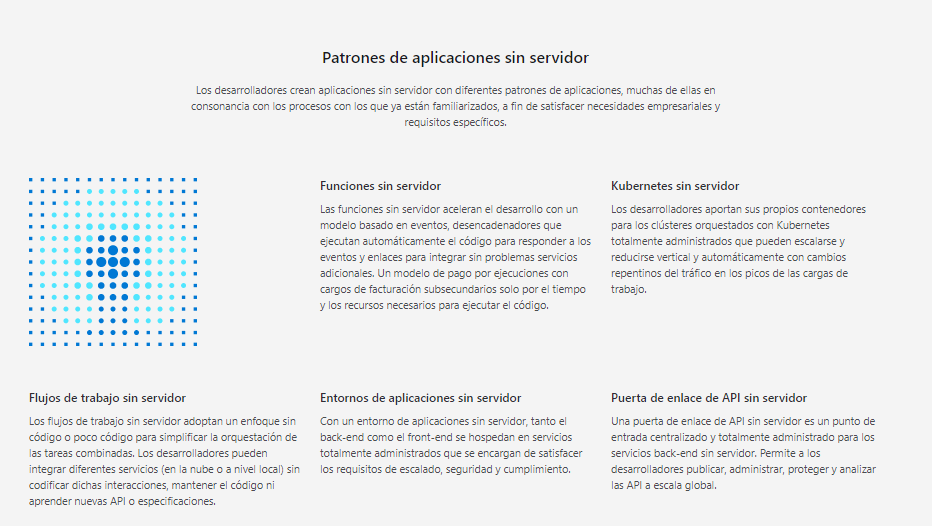 Patrones de aplicaciones sin servidor
Los desarrolladores crean aplicaciones sin servidor con diferentes patrones de aplicaciones, muchas de ellas en
consonancia con los procesos con los que ya están familiarizados, a fin de satisfacer necesidades empresariales y
requisitos específicos.
Funciones sin servidor
Las funciones sin servidor aceleran el desarrollo con un
modelo basado en eventos, desencadenadores que
ejecutan automáticamente el código para responder a los
eventos y enlaces para integrar sin problemas servicios
adicionales. Un modelo de pago por ejecuciones con
cargos de facturación subsecundarios solo por el tiempo
y los recursos necesarios para ejecutar el código.
Kubernetes sin servidor
Los desarrolladores aportan sus propios contenedores
para los clústeres orquestados con Kubernetes
totalmente administrados que pueden escalarse y
reducirse vertical y automáticamente con cambios
repentinos del tráfico en los picos de las cargas de
trabajo.
Flujos de trabajo sin servidor
Los flujos de trabajo sin servidor adoptan un enfoque sin
código o poco código para simplificar la orquestación de
las tareas combinadas. Los desarrolladores pueden
integrar diferentes servicios (en la nube o a nivel local) sin
codificar dichas interacciones, mantener el código ni
aprender nuevas API o especificaciones.
Entornos de aplicaciones sin servidor
Con un entorno de aplicaciones sin servidor, tanto el
back-end como el front-end se hospedan en servicios
totalmente administrados que se encargan de satisfacer
los requisitos de escalado, seguridad y cumplimiento.
Puerta de enlace de API sin servidor
Una puerta de enlace de API sin servidor es un punto de
entrada centralizado y totalmente administrado para los
servicios back-end sin servidor. Permite a los
desarrolladores publicar, administrar, proteger y analizar
las API a escala global.